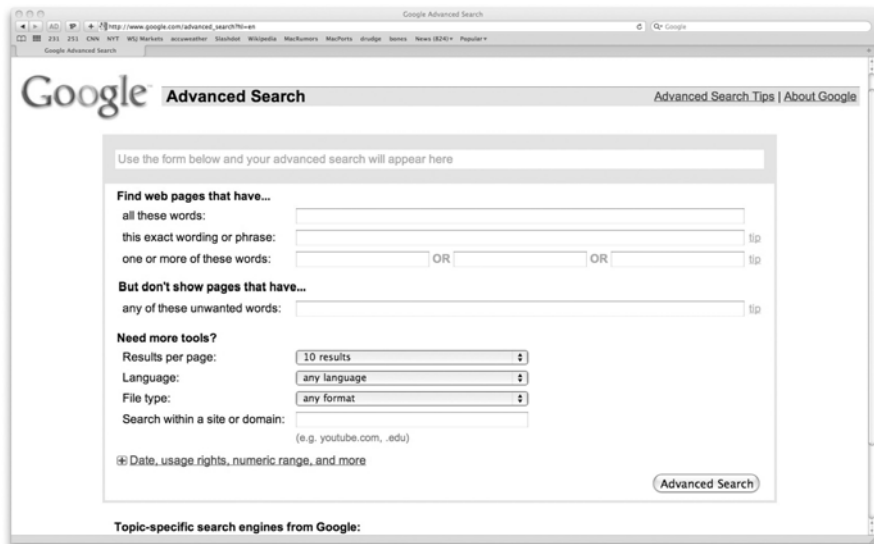 Google Advanced Search
AD + http://www.google.com/advanced_search?hl=en C Q- Google
231 251 CNN NYT WSJ Markets accuweather Slashdot Wikipedia MacRumors MacPorts drudge bones News (824) Popular
Google Advanced Search
Google Advanced Search Advanced Search Tips | About Google
Use the form below and your advanced search will appear here
Find web pages that have...
all these words:
this exact wording or phrase: tip
one or more of these words: OR OR tip
But don't show pages that have...
any of these unwanted words: tip
Need more tools?
Results per page: 10 results
Language: any language
File type: any format
Search within a site or domain:
(e.g. youtube.com, .edu)
Date, usage rights, numeric range, and more
Advanced Search
Topic-specific search engines from Google: